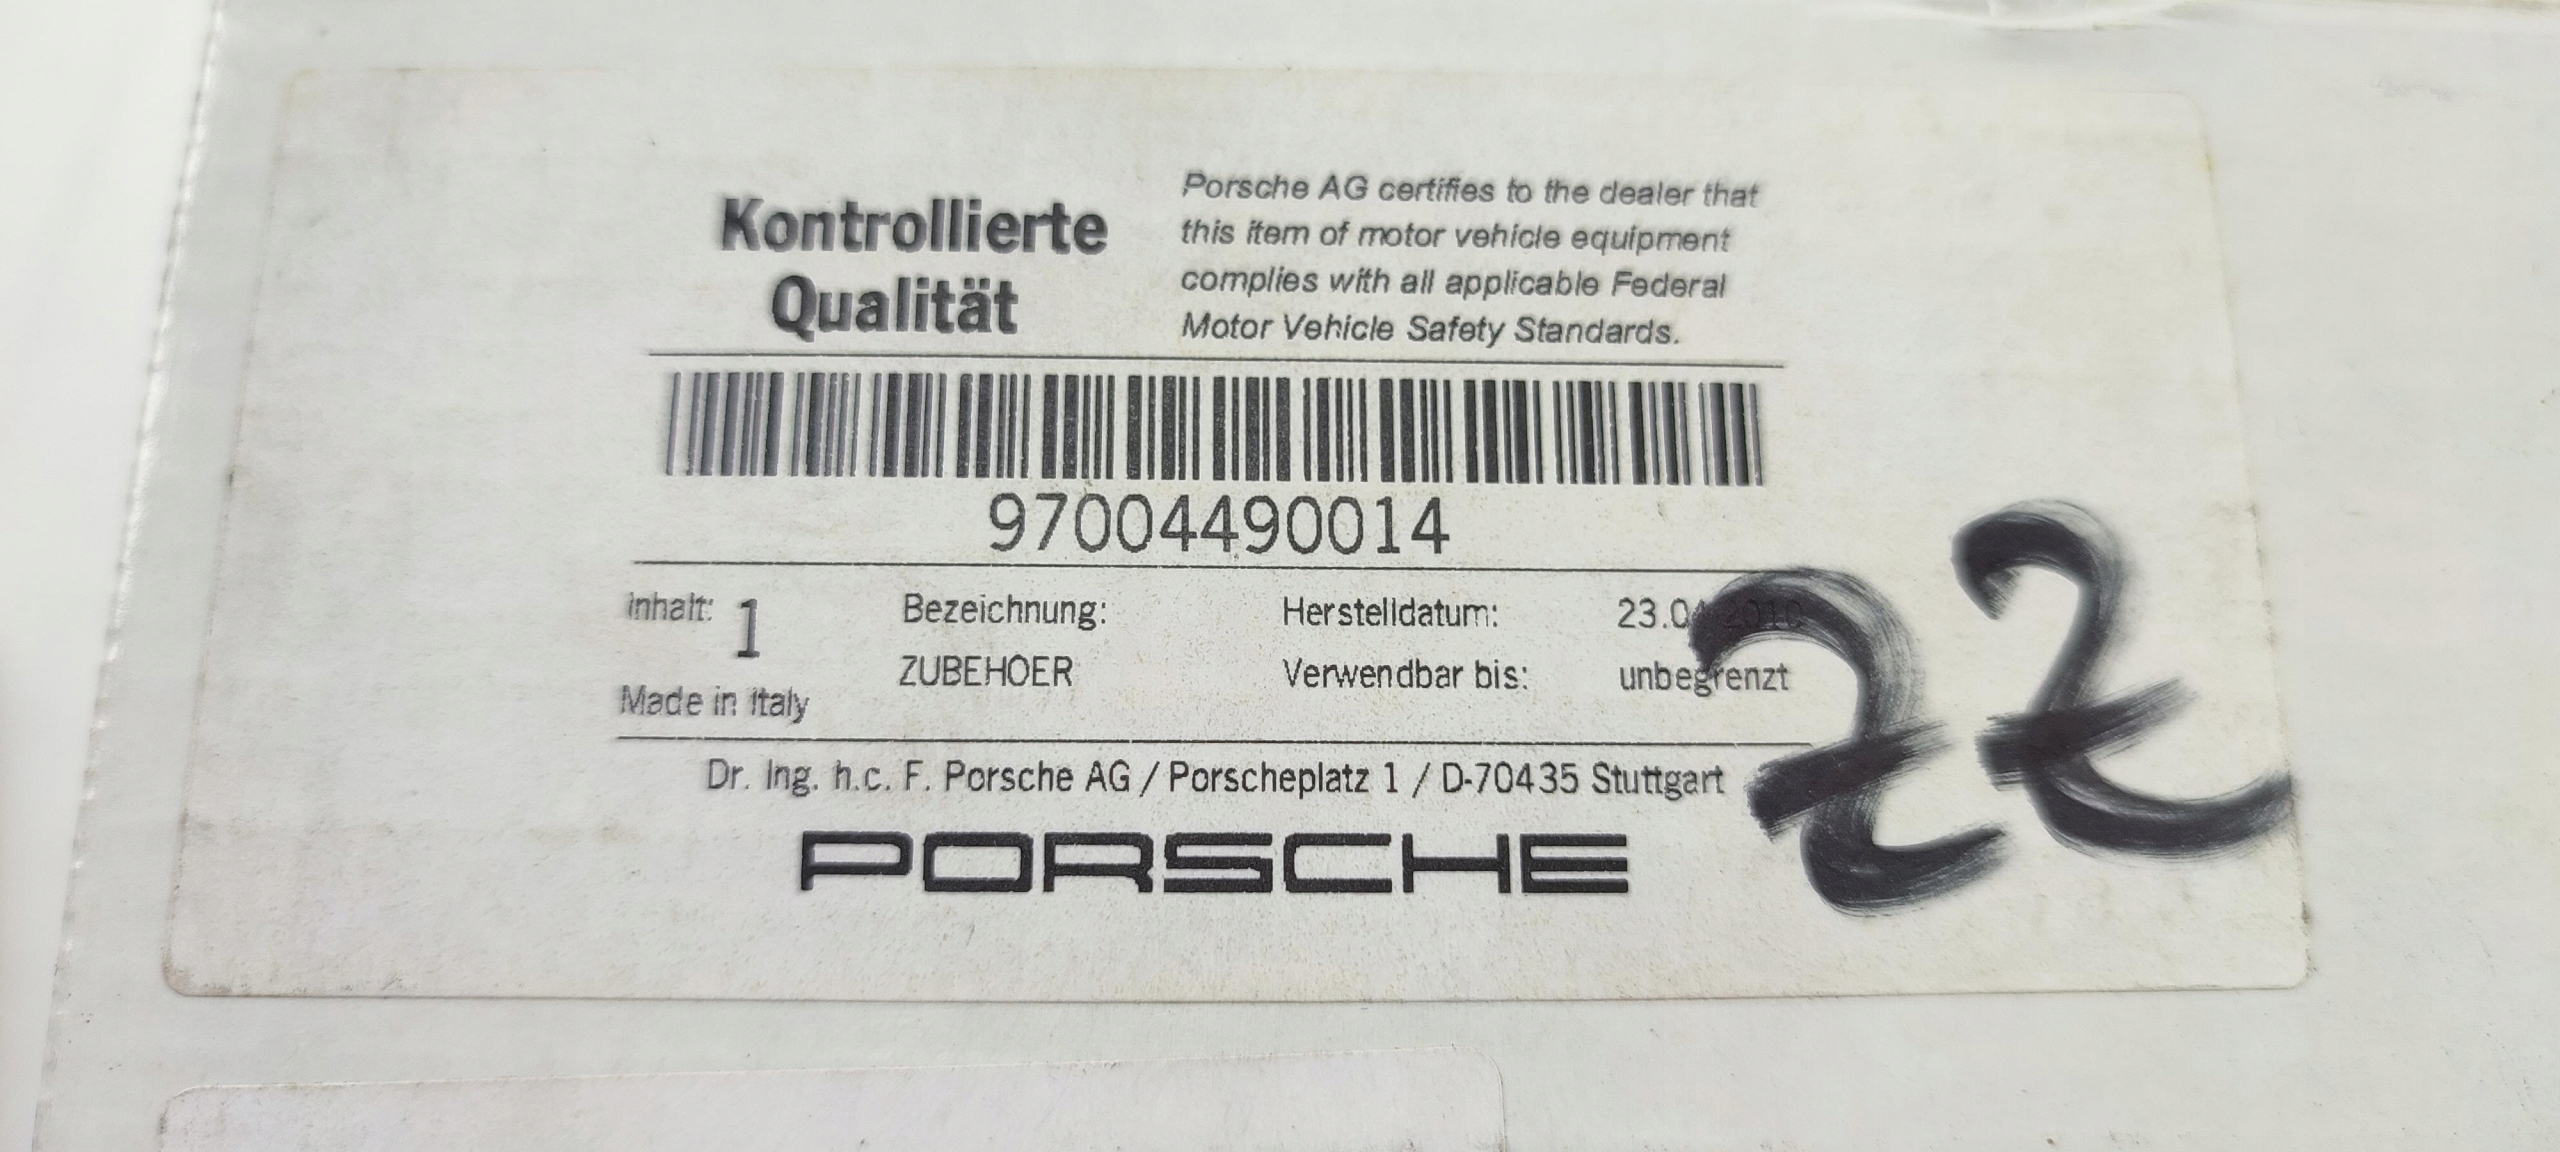 Kontrollierte
Qualität
Porsche AG certifies to the dealer that
this item of motor vehicle equipment
complies with all applicable Federal
Motor Vehicle Safety Standards.
97004490014
Inhalt: 1
Made in Italy
Bezeichnung:
ZUBEHOER
Herstelldatum:
Verwendbar bis: unbegrenzt
22
Dr. Ing. h.c. F. Porsche AG / Porscheplatz 1 / D-70435 Stuttgart
PORSCHE